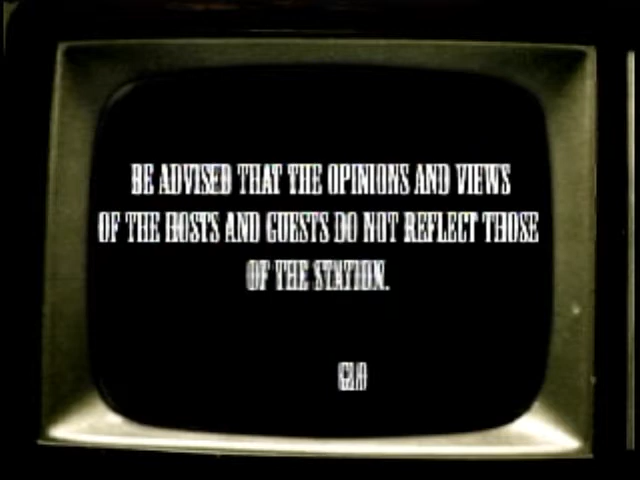 BE ADVISED THAT THE OPINIONS AND VIEWS
OF THE HOSTS AND GUESTS DO NOT REFLECT THOSE
OF THE STATION.